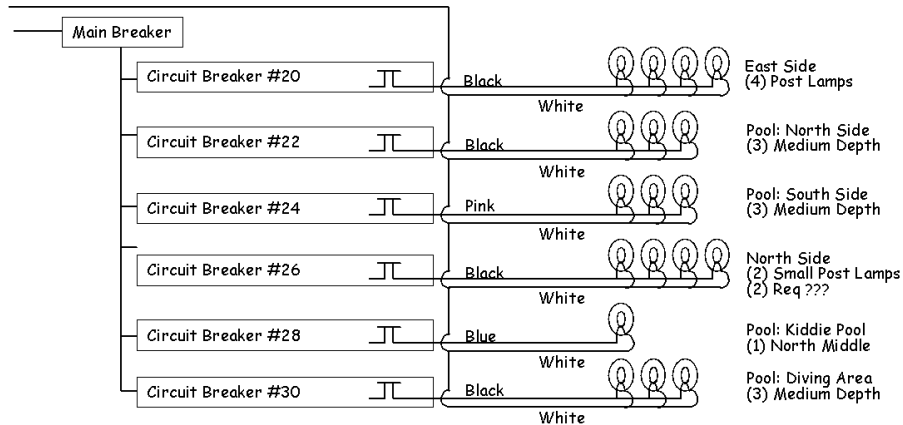 Main Breaker
Circuit Breaker #20
Black
White
East Side
(4) Post Lamps
Circuit Breaker #22
Black
White
Pool: North Side
(3) Medium Depth
Circuit Breaker #24
Pink
White
Pool: South Side
(3) Medium Depth
Circuit Breaker #26
Black
White
North Side
(2) Small Post Lamps
(2) Req ???
Circuit Breaker #28
Blue
White
Pool: Kiddie Pool
(1) North Middle
Circuit Breaker #30
Black
White
Pool: Diving Area
(3) Medium Depth